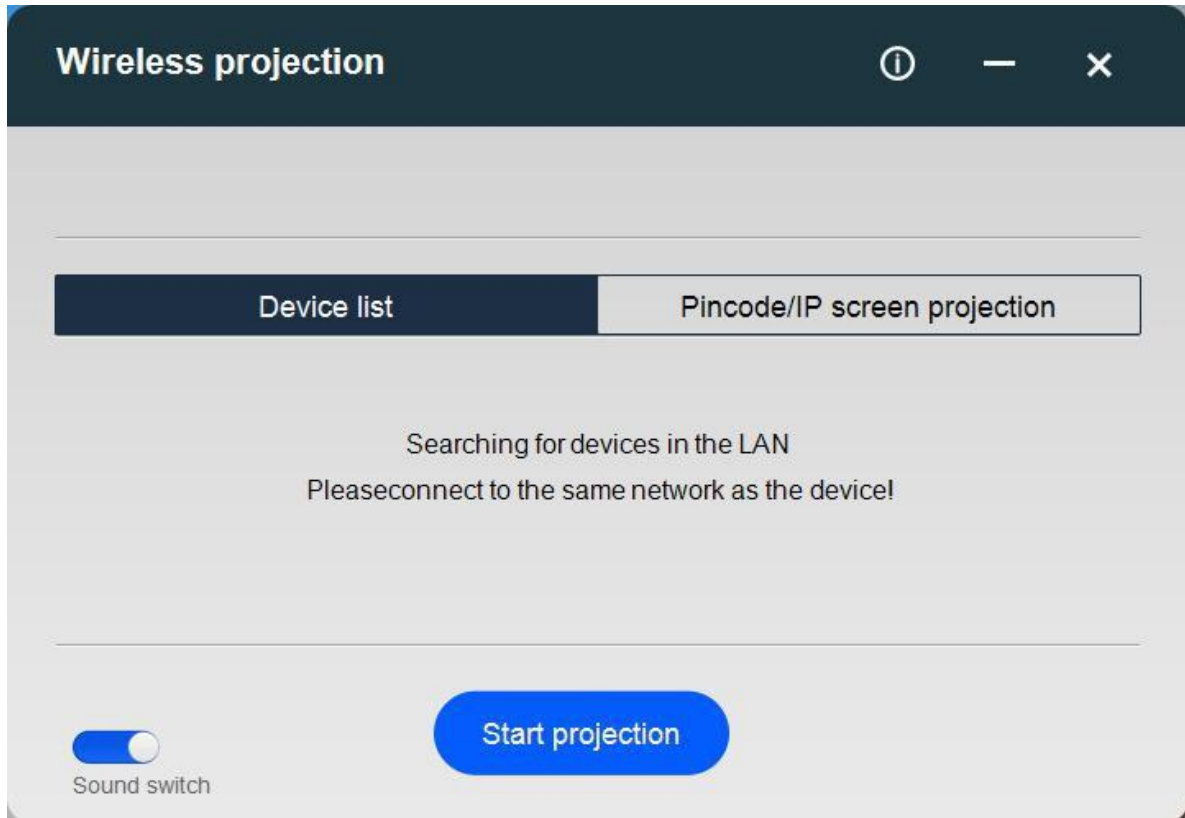 Wireless projection
Device list
Pincode/IP screen projection
Searching for devices in the LAN
Pleaseconnect to the same network as the device!
Start projection
Sound switch